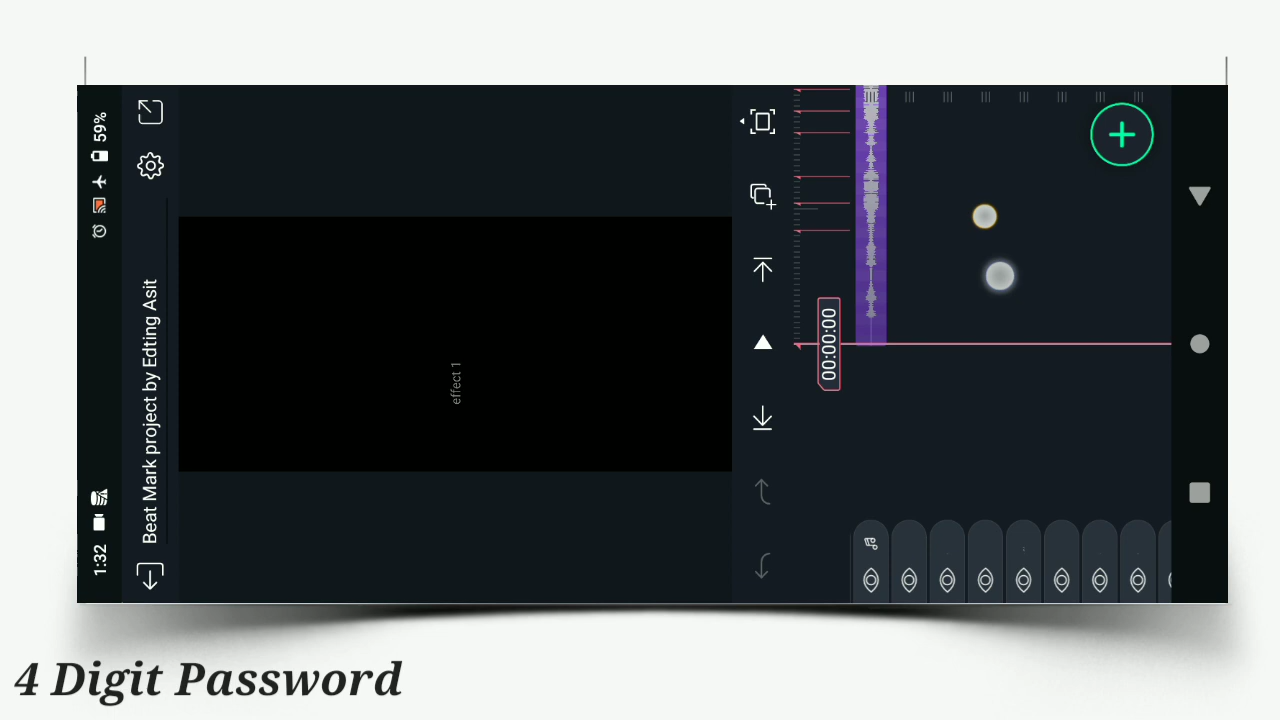 1:32
59%
Beat Mark project by Edting Asit
effect 1
00:00:00
4 Digit Password